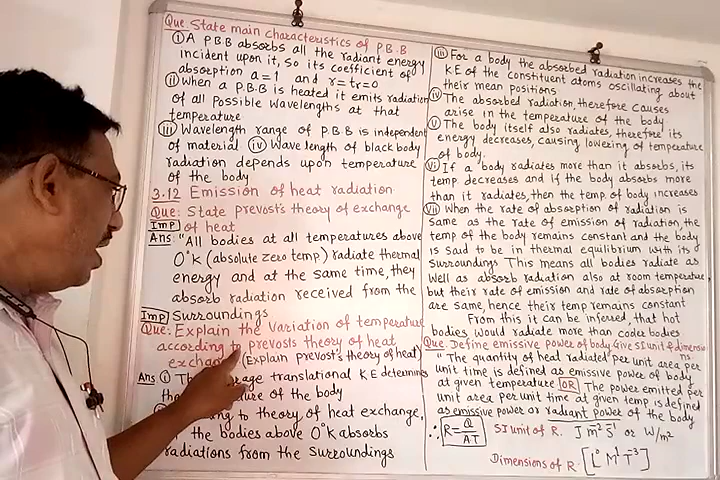 Que: State main characteristics of P.B.B
(i) A P.B.B absorbs all the radiant energy
incident upon it, so its coefficient of
absorption a=1 and r=tr=0
(ii) When a P.B.B is heated it emits radiation
of all possible wavelengths at that
temperature
(iii) Wavelength range of P.B.B is independent
of material (iv) Wave length of black body
radiation depends upon temperature
of the body
3.12 Emission of heat radiation
Que: State prevost's theory of exchange
Imp of heat
Ans: "All bodies at all temperatures above
0°K (absolute zero temp) radiate thermal
energy and at the same time, they
absorb radiation received from the
Imp Surroundings
Que: Explain the Variation of temperature
according to prevosts theory of heat
(Explain prevost's theory of heat)
Ans (i) translational K.E determines
of the body
to theory of heat exchange,
the bodies above 0°K absorbs
radiations from the surroundings
(iii) For a body the absorbed radiation increases the
KE of the constituent atoms oscillating about
their mean positions
(iv) The absorbed radiation, therefore causes
arise in the temperature of the body
(v) The body itself also radiates, therefore its
energy decreases, causing lowering of temperature
of body.
(vi) If a body radiates more than it absorbs, its
temp decreases and if the body absorbs more
than it radiates, then the temp of body increases
(vii) When the rate of absorption of radiation is
same as the rate of emission of radiation, the
temp of the body remains constant and the body
is said to be in thermal equilibrium with its
Surroundings This means all bodies radiate as
well as absorb radiation also at room temperature,
but their rate of emission and rate of absorption
are same, hence their temp remains constant
From this it can be inferred, that hot
bodies would radiate more than cooler bodies
Que: Define emissive power of body Give SI unit & dimensions
"The quantity of heat radiated per unit area per
unit time is defined as emissive power of body
at given temperature OR The power emitted per
unit area per unit time at given temp is defined
as emissive power or radiant power of the body
∴ R = Q/AT SI unit of R. J m⁻² S⁻¹ or W/m²
Dimensions of R. [L⁰ M¹ T⁻³]